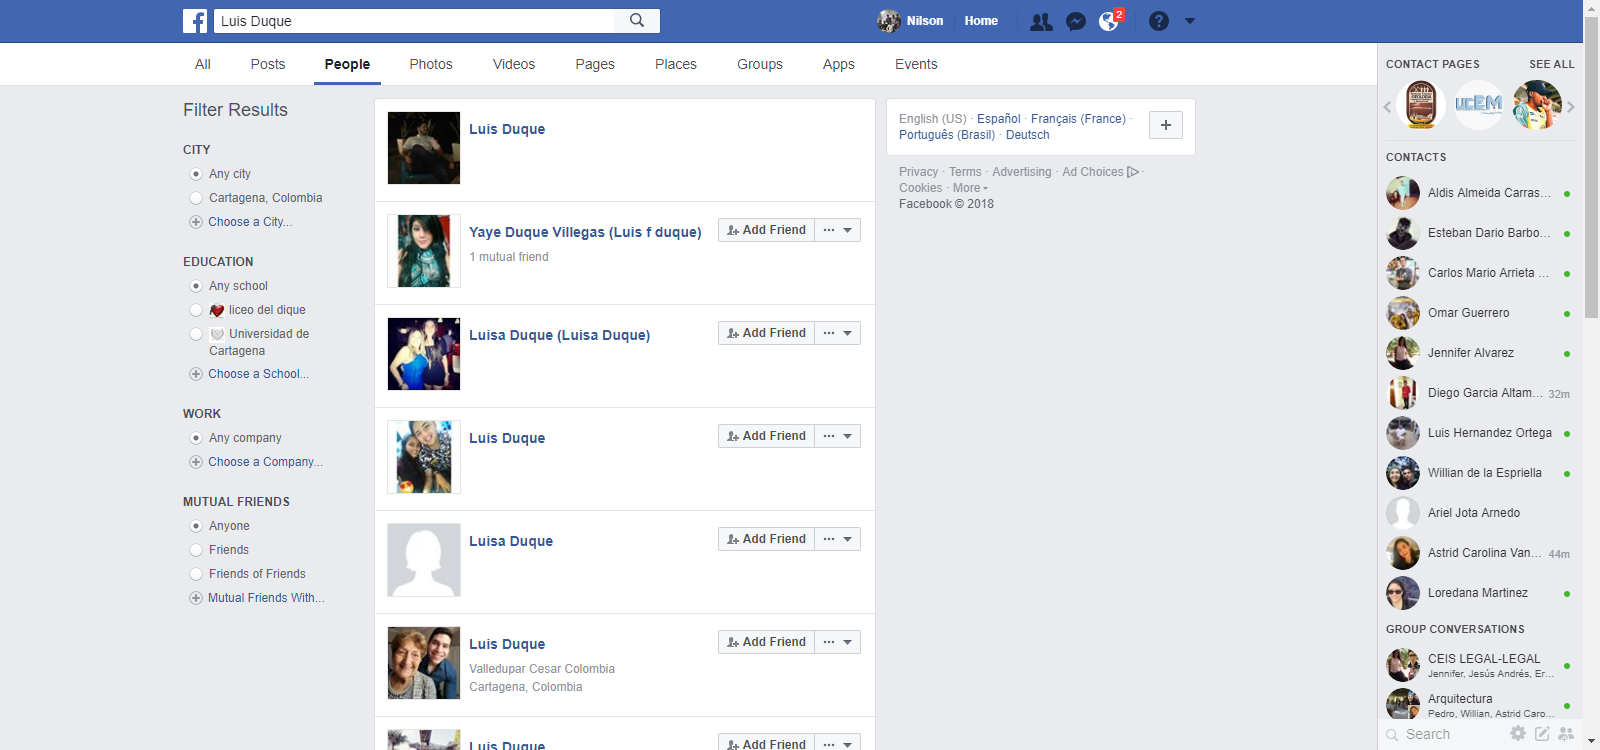 Luis Duque
Nilson
Home
2
All
Posts
People
Photos
Videos
Pages
Places
Groups
Apps
Events
Filter Results
CITY
Any city
Cartagena, Colombia
Choose a City...
EDUCATION
Any school
liceo del dique
Universidad de
Cartagena
Choose a School...
WORK
Any company
Choose a Company...
MUTUAL FRIENDS
Anyone
Friends
Friends of Friends
Mutual Friends With...
Luis Duque
Yaye Duque Villegas (Luis f duque)
1 mutual friend
Add Friend
Luisa Duque (Luisa Duque)
Add Friend
Luis Duque
Add Friend
Luisa Duque
Add Friend
Luis Duque
Valledupar Cesar Colombia
Cartagena, Colombia
Add Friend
Luis Duque
Add Friend
English (US) · Español · Français (France) ·
Português (Brasil) · Deutsch
Privacy · Terms · Advertising · Ad Choices ·
Cookies · More
Facebook © 2018
CONTACT PAGES
SEE ALL
UCEM
CONTACTS
Aldis Almeida Carras...
Esteban Dario Barbo...
Carlos Mario Arrieta ...
Omar Guerrero
Jennifer Alvarez
Diego Garcia Altam... 32m
Luis Hernandez Ortega
Willian de la Espriella
Ariel Jota Arnedo
Astrid Carolina Van... 44m
Loredana Martinez
GROUP CONVERSATIONS
CEIS LEGAL-LEGAL
Jennifer, Jesús Andrés, Er...
Arquitectura
Pedro, Willian, Astrid Caro...
Search